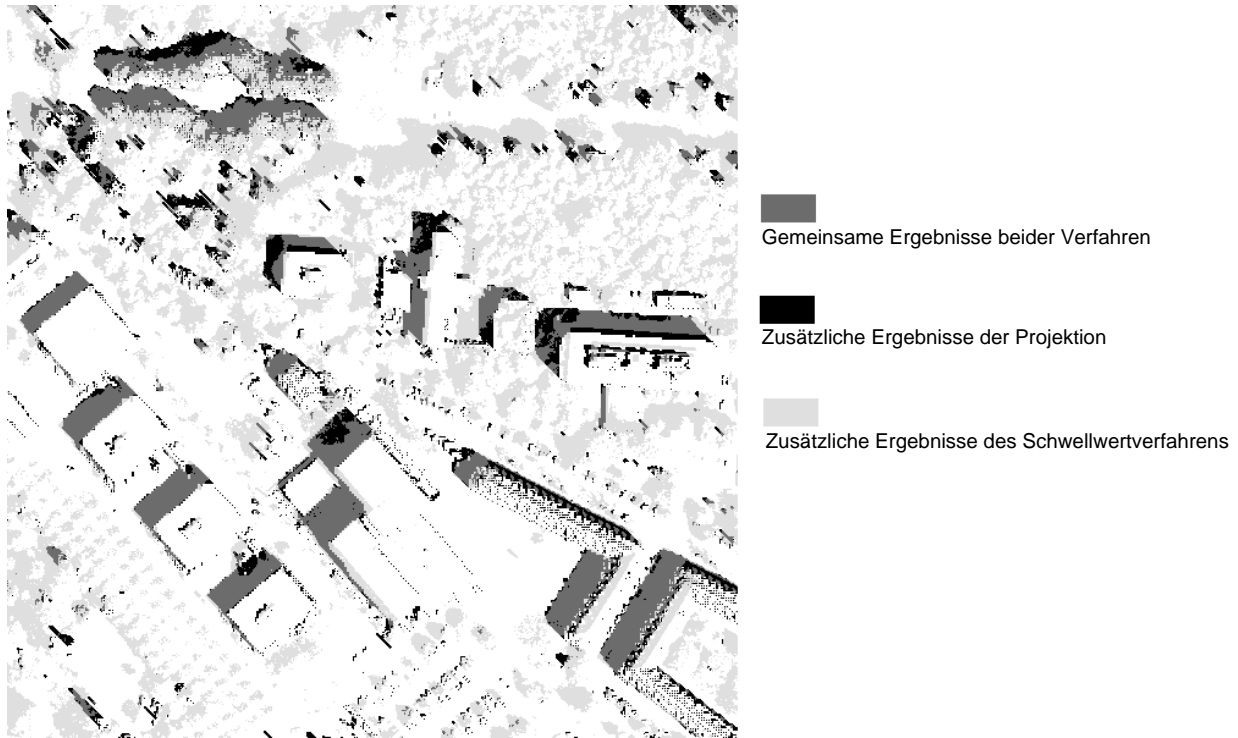 Gemeinsame Ergebnisse beider Verfahren
Zusätzliche Ergebnisse der Projektion
Zusätzliche Ergebnisse des Schwellwertverfahrens